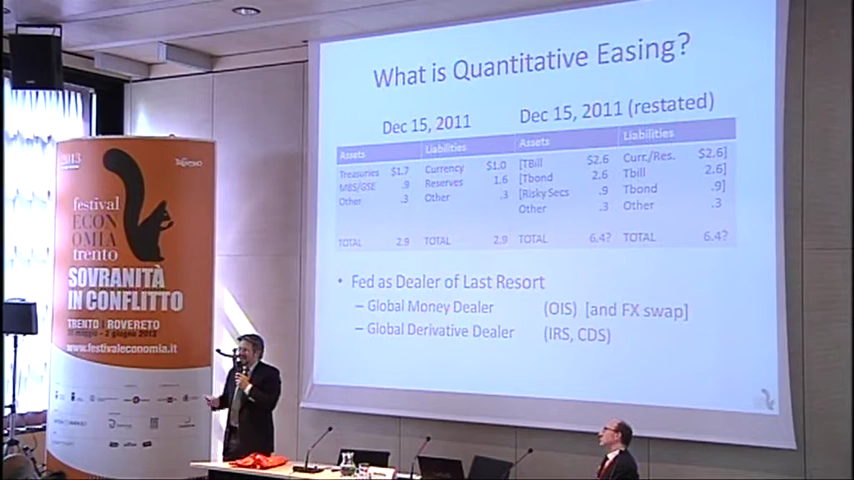 2013
TRENTO
festival
ECON
OMIA
trento
SOVRANITÀ
IN CONFLITTO
TRENTO ROVERETO
www.festivaleconomia.it
What is Quantitative Easing?
Dec 15, 2011 Dec 15, 2011 (restated)
Assets Liabilities Assets Liabilities
Treasuries $1.7 Currency $1.0 [TBill $2.6 Curr./Res. $2.6]
MBS/GSE .9 Reserves 1.6 [Tbond 2.6 Tbill 2.6]
Other .3 Other .3 [Risky Secs .9 Tbond .9]
Other .3 Other .3
TOTAL 2.9 TOTAL 2.9 TOTAL 6.4? TOTAL 6.4?
• Fed as Dealer of Last Resort
– Global Money Dealer (OIS) [and FX swap]
– Global Derivative Dealer (IRS, CDS)